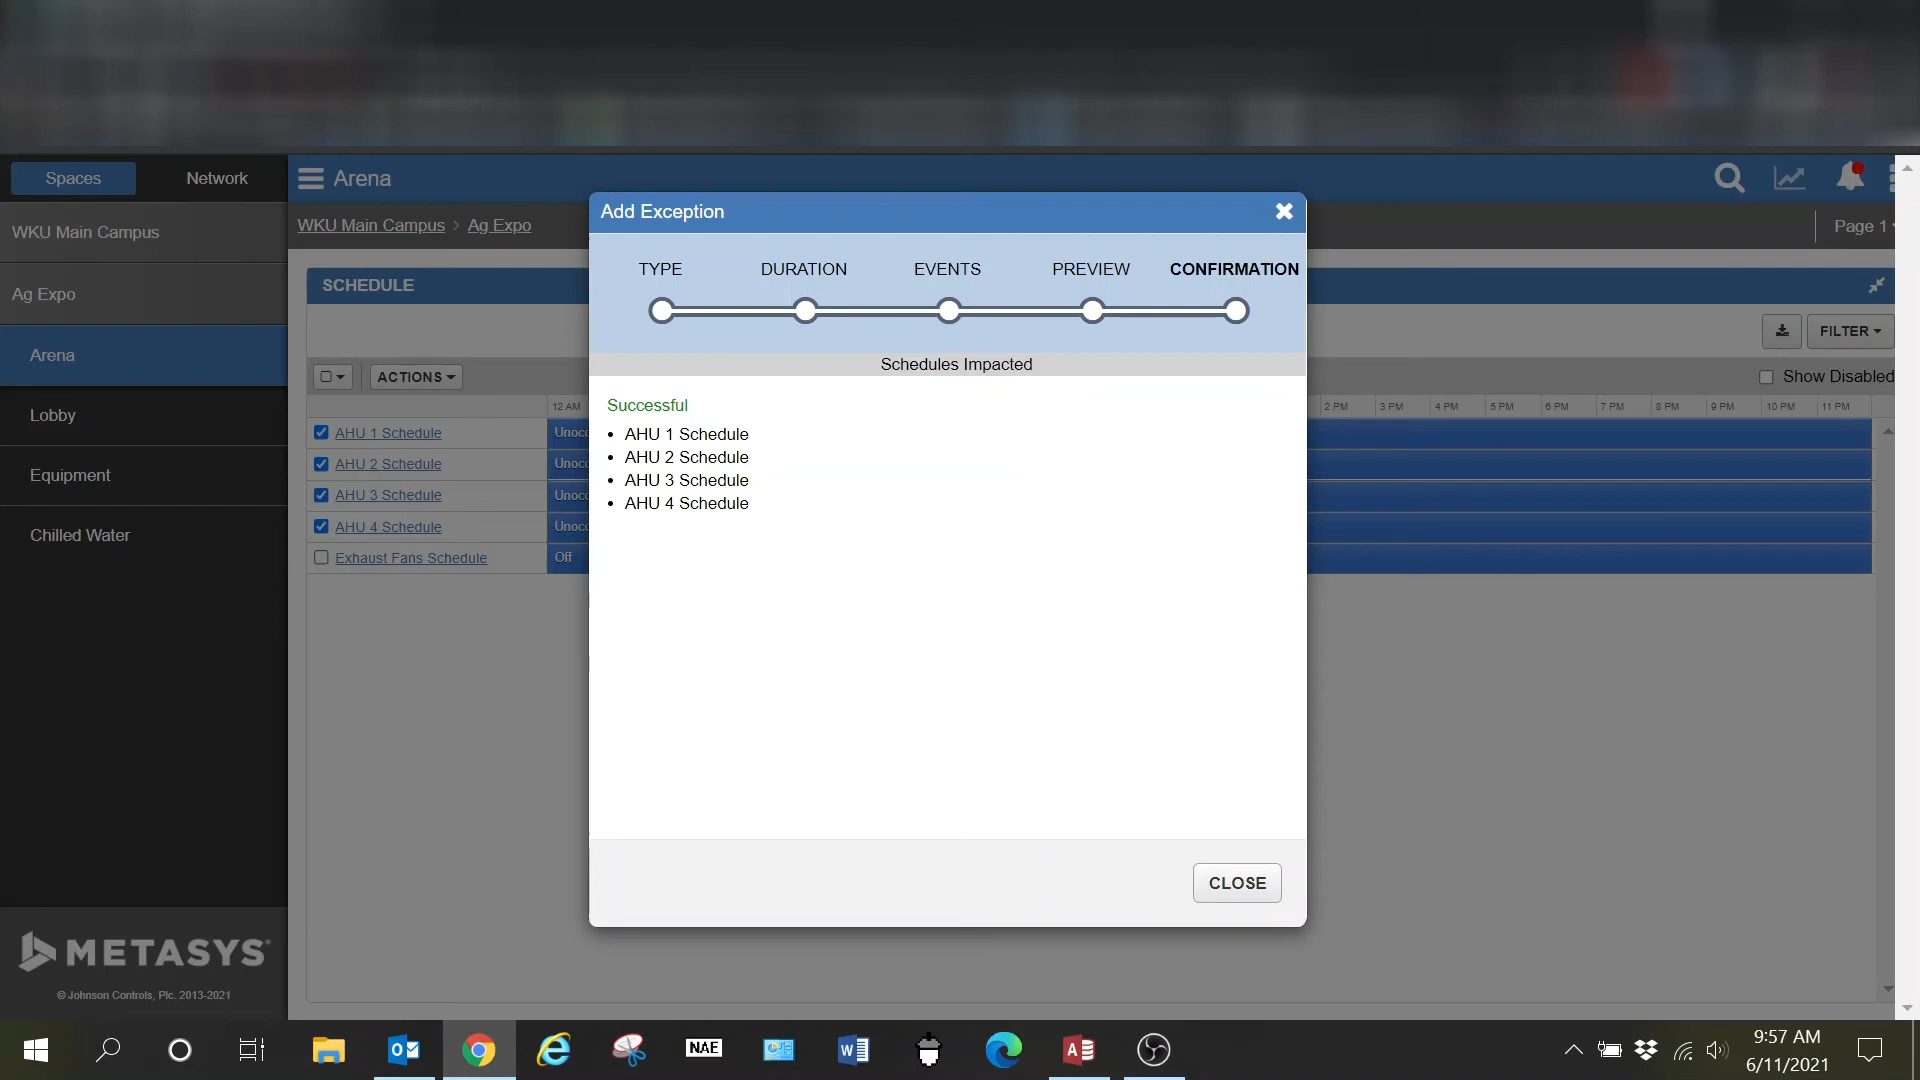 Spaces
Network
Arena
WKU Main Campus
Ag Expo
Arena
Lobby
Equipment
Chilled Water
METASYS
© Johnson Controls, Plc. 2013-2021
WKU Main Campus > Ag Expo
Page 1
SCHEDULE
FILTER
ACTIONS
Show Disabled
12 AM
2 PM 3 PM 4 PM 5 PM 6 PM 7 PM 8 PM 9 PM 10 PM 11 PM
AHU 1 Schedule Unocc
AHU 2 Schedule Unocc
AHU 3 Schedule Unocc
AHU 4 Schedule Unocc
Exhaust Fans Schedule Off
Add Exception
TYPE DURATION EVENTS PREVIEW CONFIRMATION
Schedules Impacted
Successful
• AHU 1 Schedule
• AHU 2 Schedule
• AHU 3 Schedule
• AHU 4 Schedule
CLOSE
NAE
9:57 AM
6/11/2021